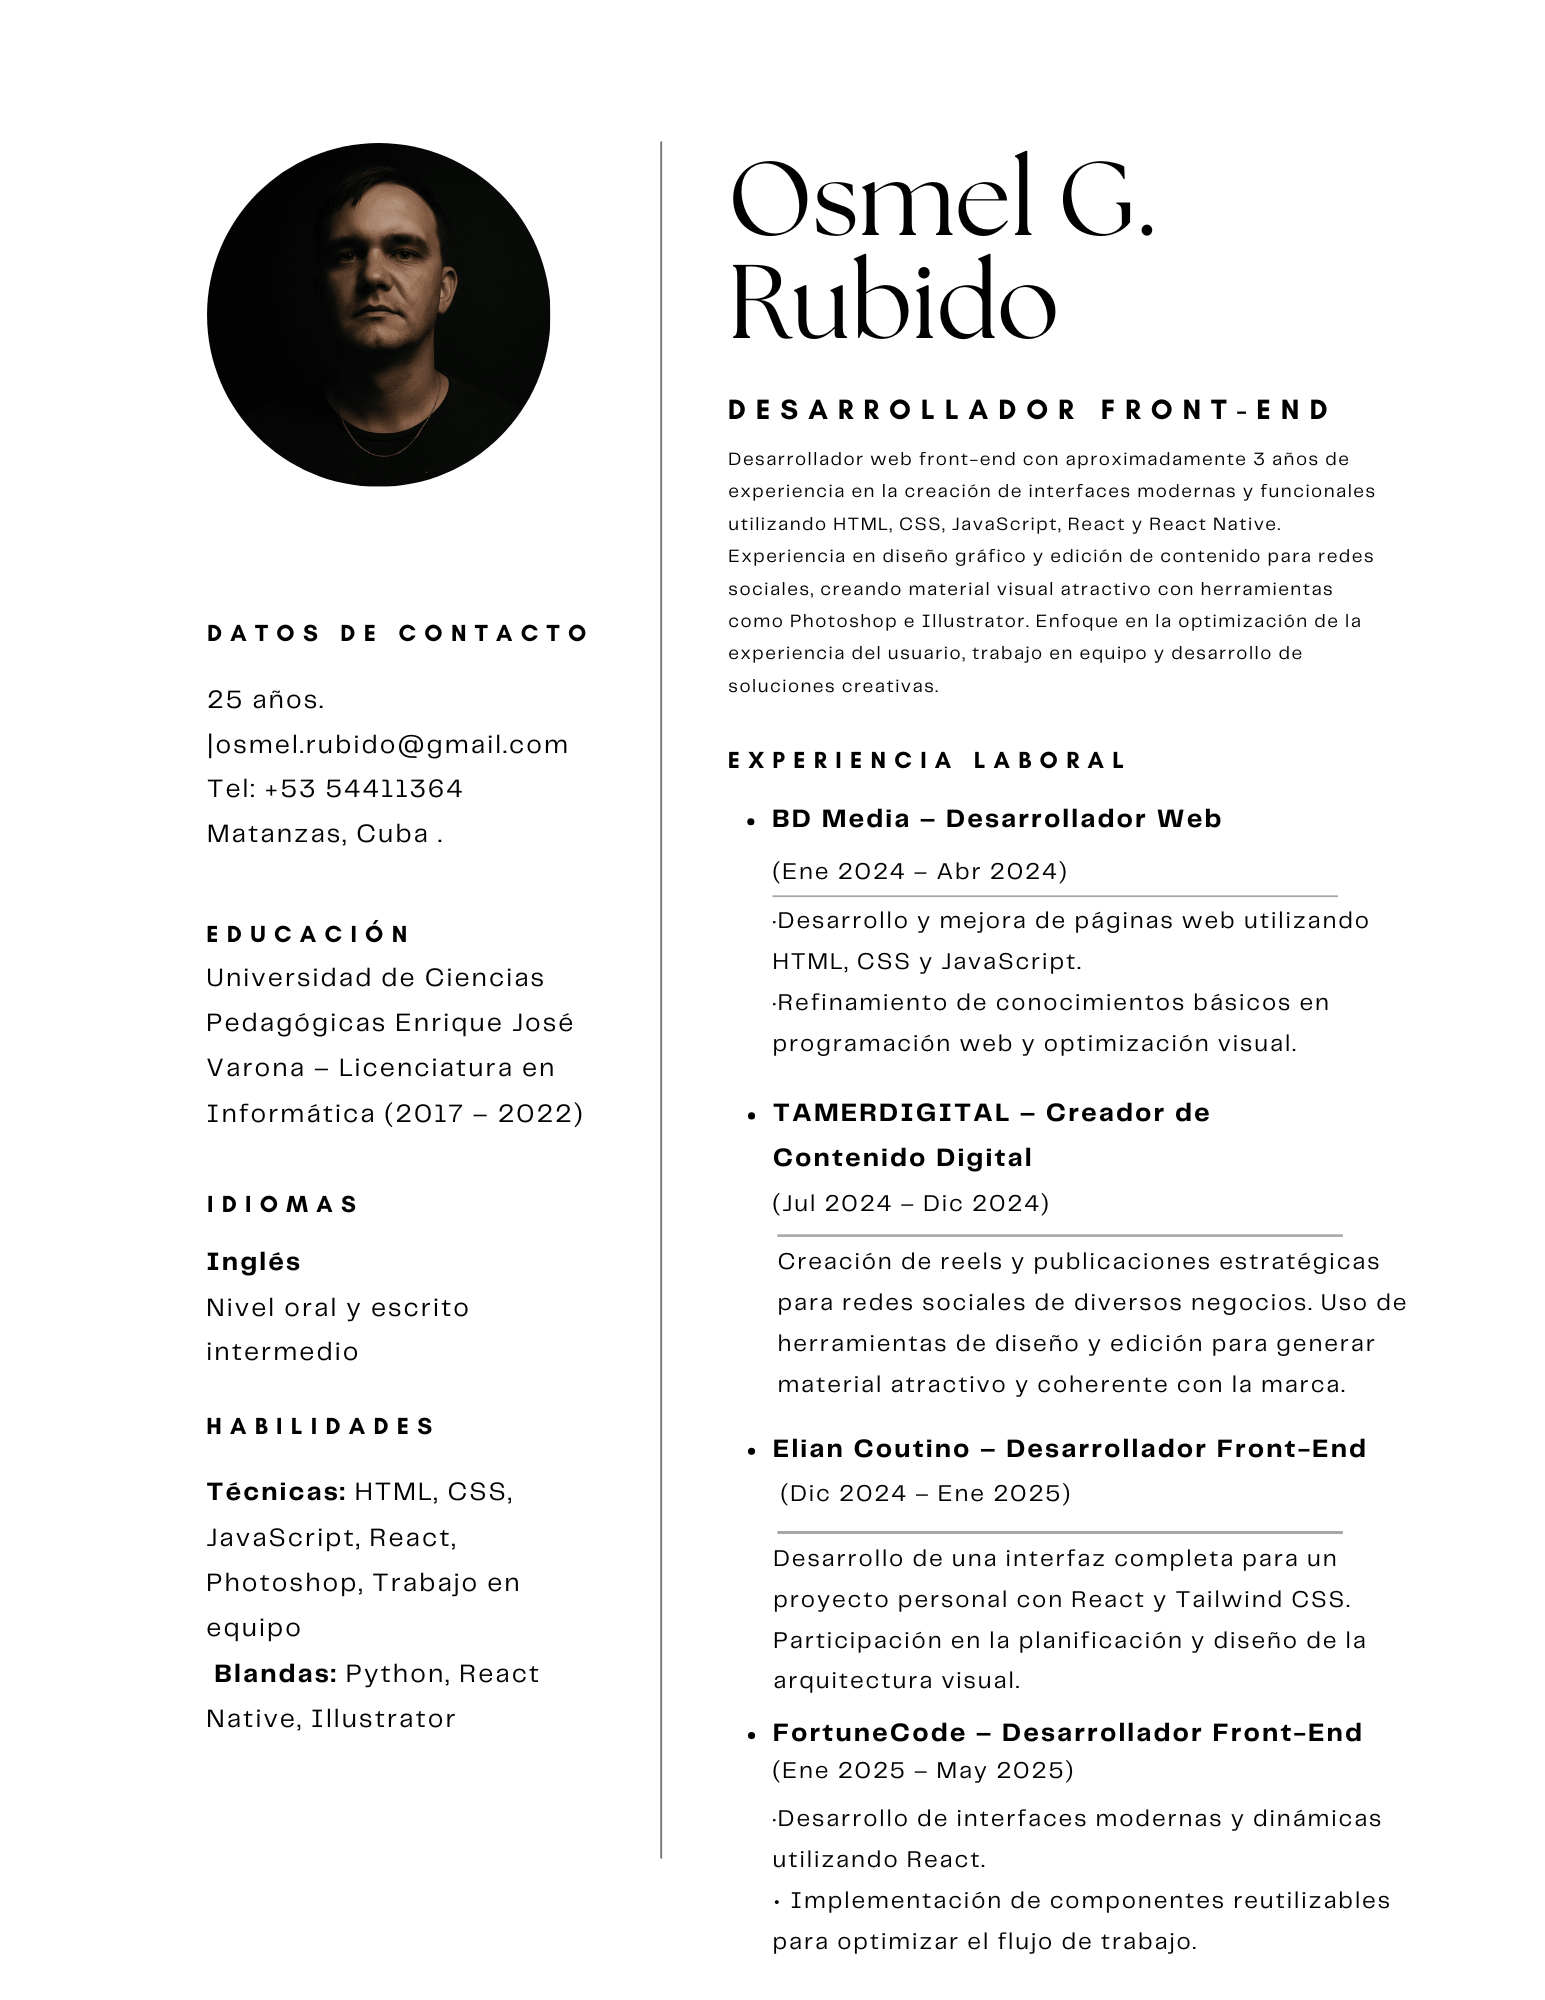 Osmel G.
Rubido
DESARROLLADOR FRONT-END
Desarrollador web front-end con aproximadamente 3 años de
experiencia en la creación de interfaces modernas y funcionales
utilizando HTML, CSS, JavaScript, React y React Native.
Experiencia en diseño gráfico y edición de contenido para redes
sociales, creando material visual atractivo con herramientas
como Photoshop e Illustrator. Enfoque en la optimización de la
experiencia del usuario, trabajo en equipo y desarrollo de
soluciones creativas.
DATOS DE CONTACTO
25 años.
|osmel.rubido@gmail.com
Tel: +53 54411364
Matanzas, Cuba .
EDUCACIÓN
Universidad de Ciencias
Pedagógicas Enrique José
Varona – Licenciatura en
Informática (2017 – 2022)
IDIOMAS
Inglés
Nivel oral y escrito
intermedio
HABILIDADES
Técnicas: HTML, CSS,
JavaScript, React,
Photoshop, Trabajo en
equipo
Blandas: Python, React
Native, Illustrator
EXPERIENCIA LABORAL
• BD Media – Desarrollador Web
(Ene 2024 – Abr 2024)
·Desarrollo y mejora de páginas web utilizando
HTML, CSS y JavaScript.
·Refinamiento de conocimientos básicos en
programación web y optimización visual.
• TAMERDIGITAL – Creador de
Contenido Digital
(Jul 2024 – Dic 2024)
Creación de reels y publicaciones estratégicas
para redes sociales de diversos negocios. Uso de
herramientas de diseño y edición para generar
material atractivo y coherente con la marca.
• Elian Coutino – Desarrollador Front-End
(Dic 2024 – Ene 2025)
Desarrollo de una interfaz completa para un
proyecto personal con React y Tailwind CSS.
Participación en la planificación y diseño de la
arquitectura visual.
• FortuneCode – Desarrollador Front-End
(Ene 2025 – May 2025)
·Desarrollo de interfaces modernas y dinámicas
utilizando React.
• Implementación de componentes reutilizables
para optimizar el flujo de trabajo.